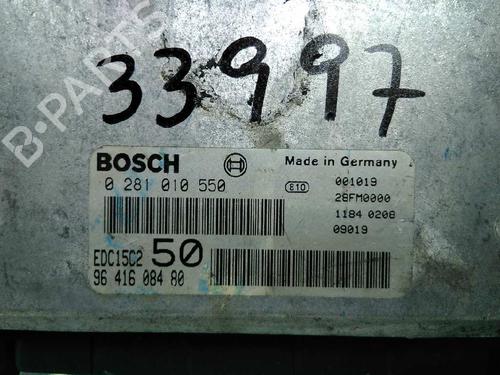 33997
B-PARTS
BOSCH
Made in Germany
0 281 010 550
e10
001019
28FM0000
1184 0208
09019
EDC15C2 50
96 416 084 80